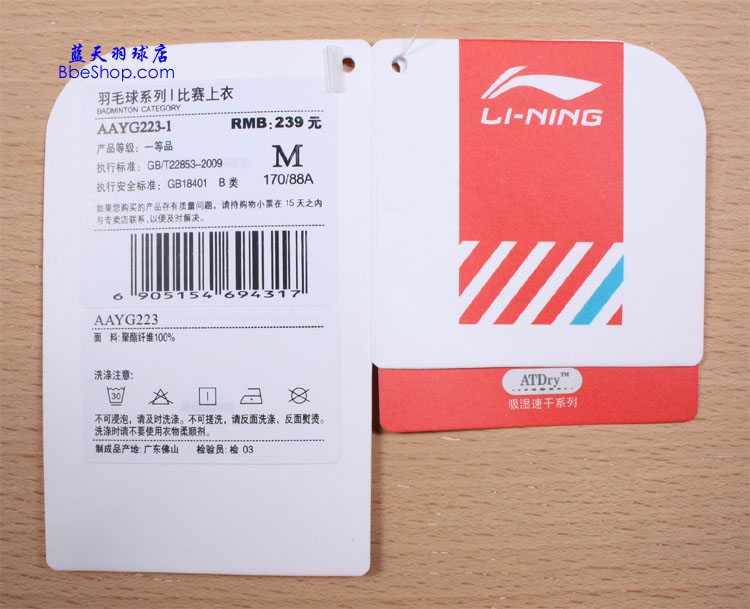 蓝天羽球店
BbeShop.com
羽毛球系列 | 比赛上衣
BADMINTON CATEGORY
AAYG223-1 RMB: 239 元
产品等级: 一等品
执行标准: GB/T22853-2009
M
执行安全标准: GB18401 B 类
170/88A
如果您购买的产品存有质量问题, 请持购物小票在 15 天之内
与专卖店联系, 以便及时解决。
6 905154 694317
AAYG223
面 料: 聚酯纤维100%
洗涤注意:
30
不可浸泡, 请及时洗涤。不可搓洗, 请反面洗涤、反面熨烫。
洗涤时请不要使用衣物柔顺剂。
制成品产地: 广东佛山 检验员: 检 03
LI-NING
ATDry™
吸湿速干系列